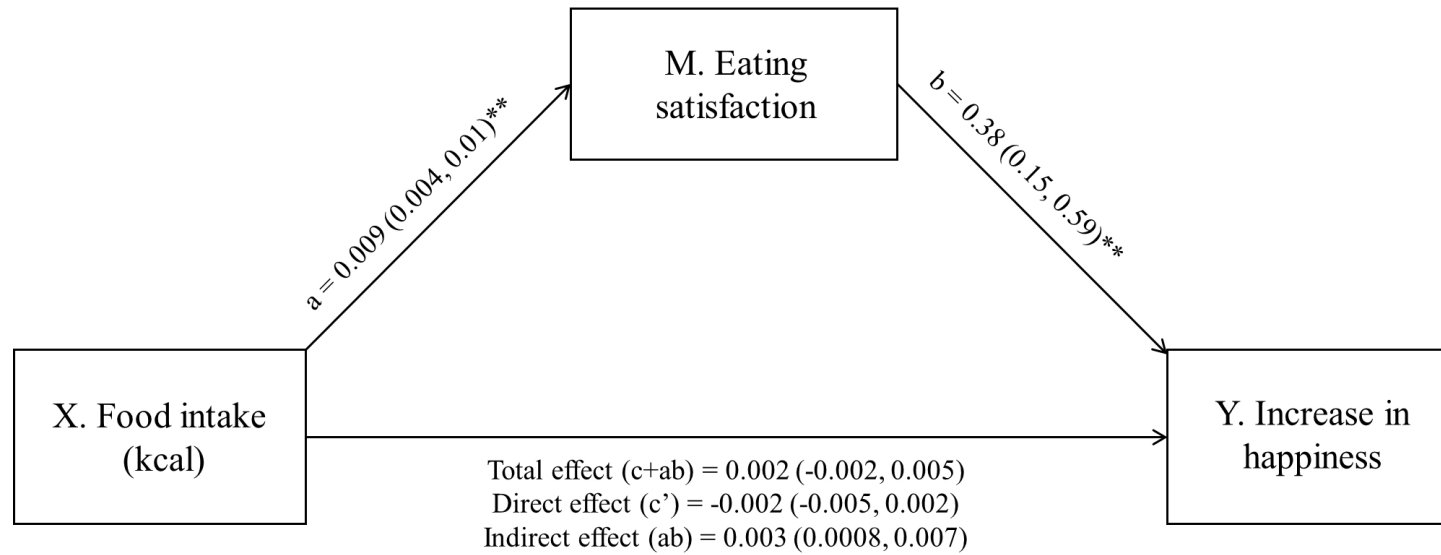 M. Eating
satisfaction
a = 0.009 (0.004, 0.01)**
b = 0.38 (0.15, 0.59)**
X. Food intake
(kcal)
Y. Increase in
happiness
Total effect (c+ab) = 0.002 (-0.002, 0.005)
Direct effect (c’) = -0.002 (-0.005, 0.002)
Indirect effect (ab) = 0.003 (0.0008, 0.007)